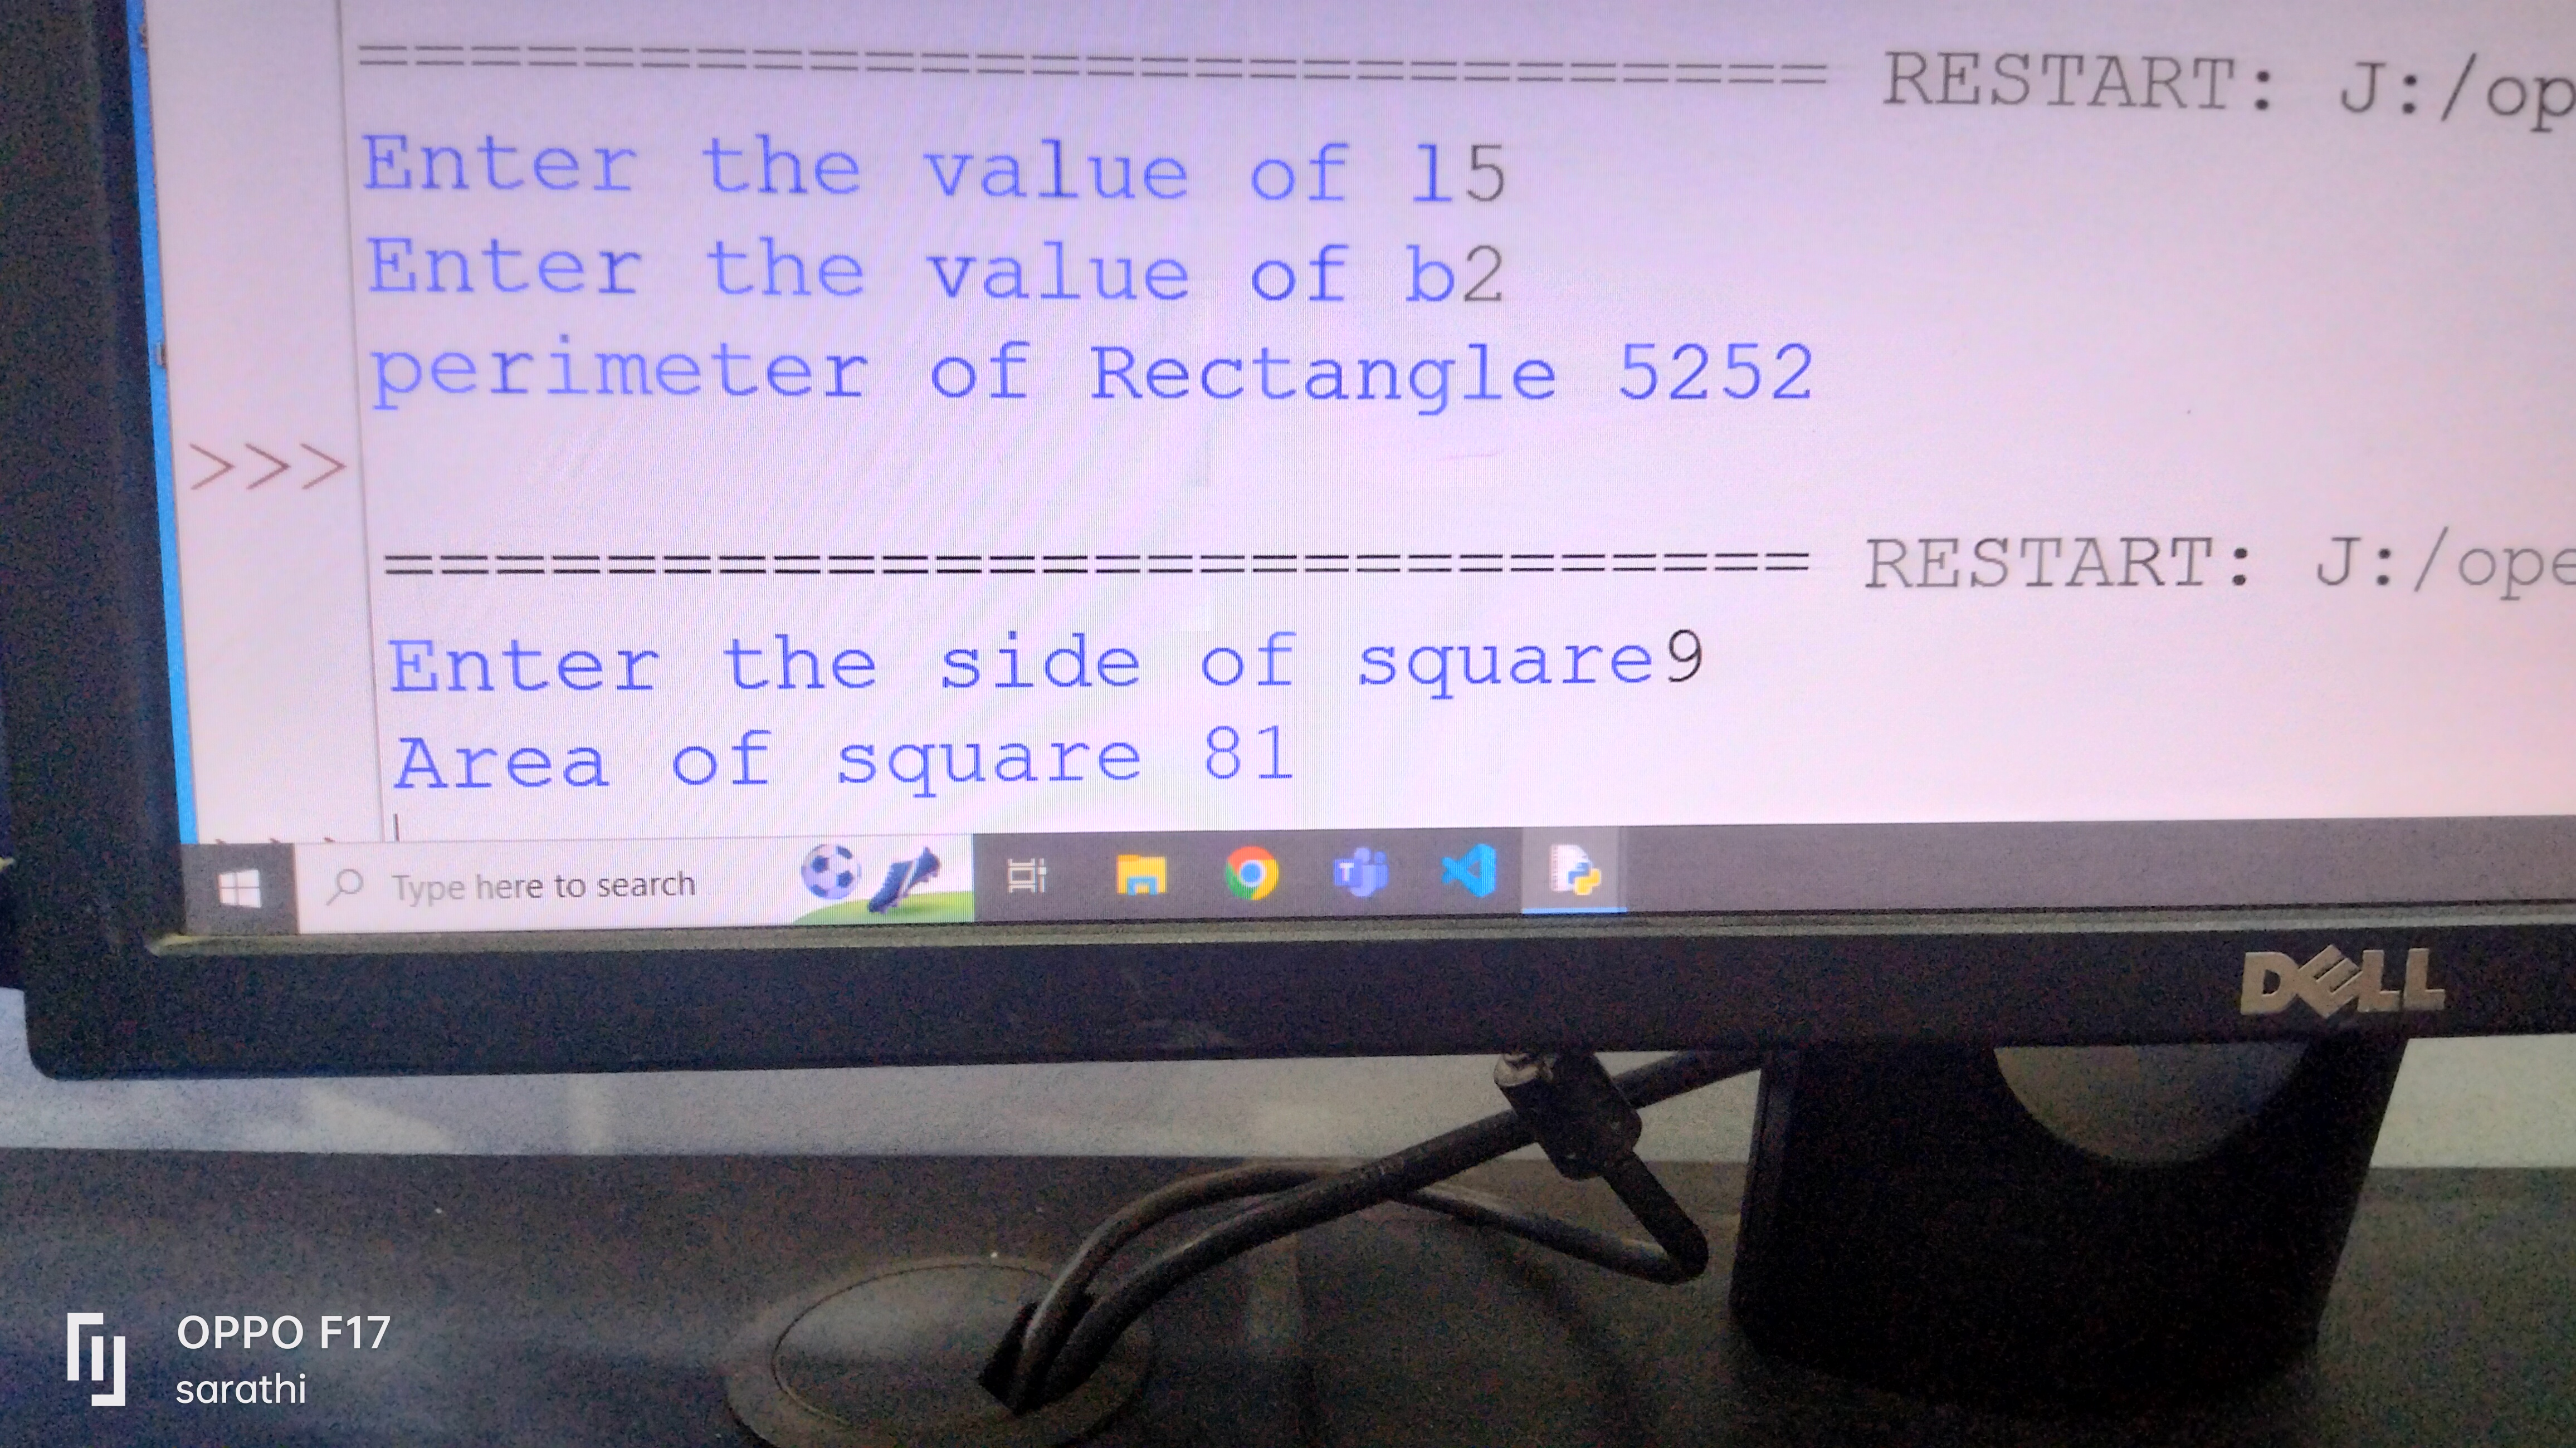 ============================ RESTART: J:/op
Enter the value of l5
Enter the value of b2
perimeter of Rectangle 5252
>>>
============================ RESTART: J:/ope
Enter the side of square9
Area of square 81
Type here to search
DELL
OPPO F17
sarathi